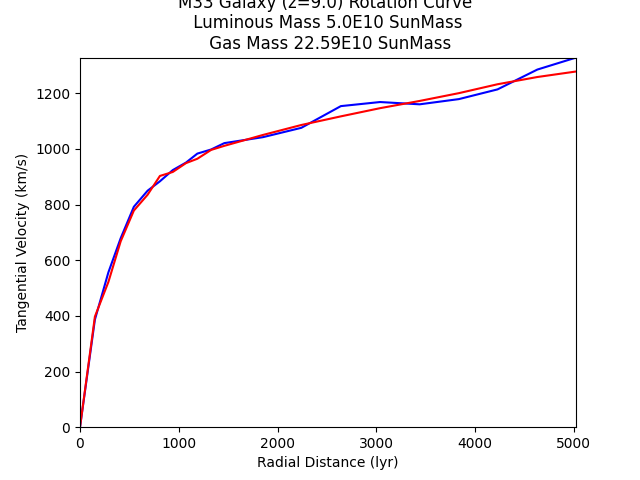 M33 Galaxy (z=9.0) Rotation Curve
Luminous Mass 5.0E10 SunMass
Gas Mass 22.59E10 SunMass
Tangential Velocity (km/s)
1200
1000
800
600
400
200
0
0 1000 2000 3000 4000 5000
Radial Distance (lyr)